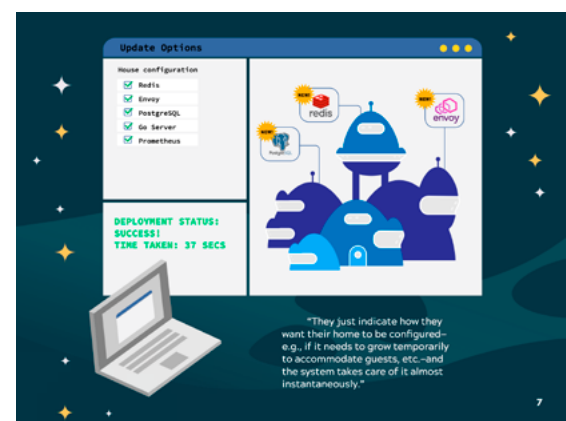 Update Options
House configuration
Redis
Envoy
PostgreSQL
Go Server
Prometheus
NEW!
redis
NEW!
envoy
NEW!
PostgreSQL
DEPLOYMENT STATUS:
SUCCESS!
TIME TAKEN: 37 SECS
"They just indicate how they
want their home to be configured—
e.g., if it needs to grow temporarily
to accommodate guests, etc.—and
the system takes care of it almost
instantaneously."
7